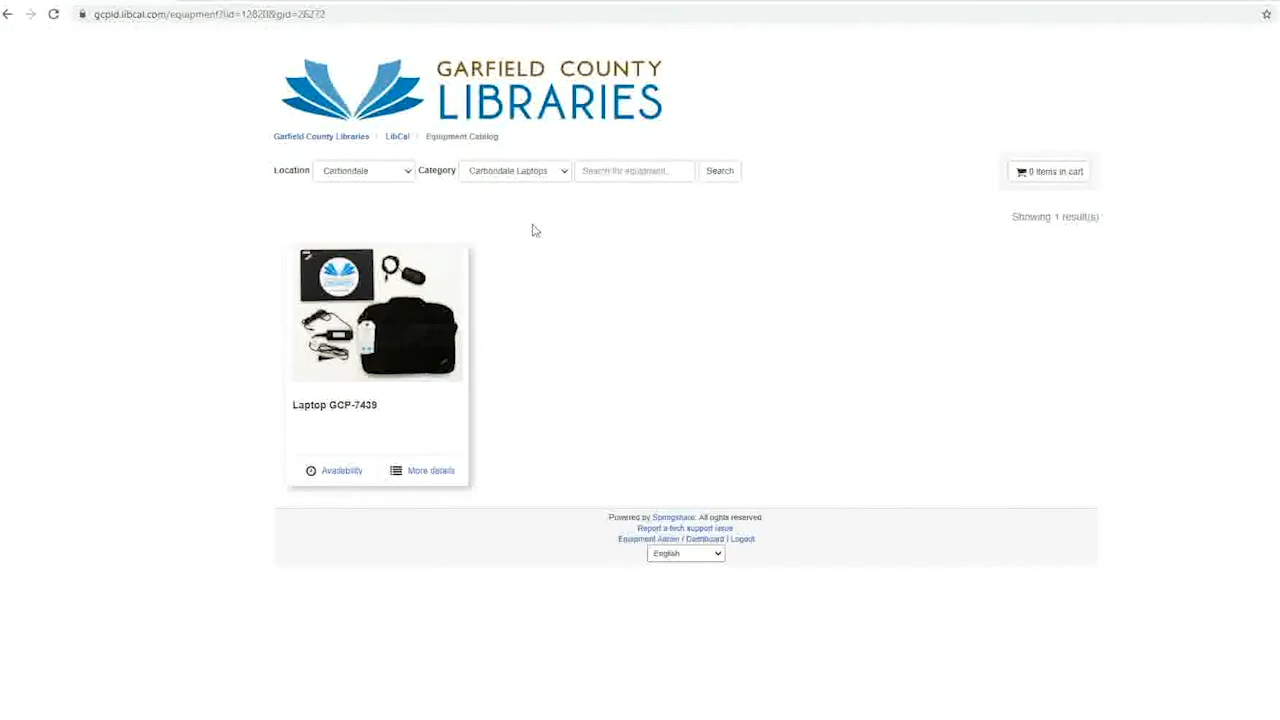 gcpld.libcal.com/equipment?lid=12820&gid=26272
GARFIELD COUNTY
LIBRARIES
Garfield County Libraries / LibCal / Equipment Catalog
Location Carbondale Category Carbondale Laptops Search for equipment... Search
0 items in cart
Showing 1 result(s)
Laptop GCP-7439
Availability More details
Powered by Springshare. All rights reserved
Report a tech support issue
Equipment Admin / Dashboard / Logout
English